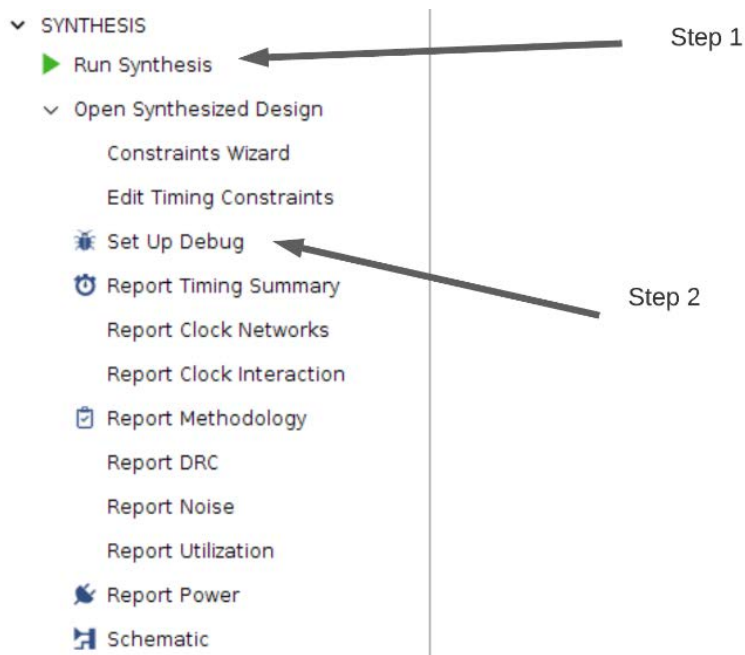 SYNTHESIS
Step 1
Run Synthesis
Open Synthesized Design
Constraints Wizard
Edit Timing Constraints
Set Up Debug
Report Timing Summary
Step 2
Report Clock Networks
Report Clock Interaction
Report Methodology
Report DRC
Report Noise
Report Utilization
Report Power
Schematic